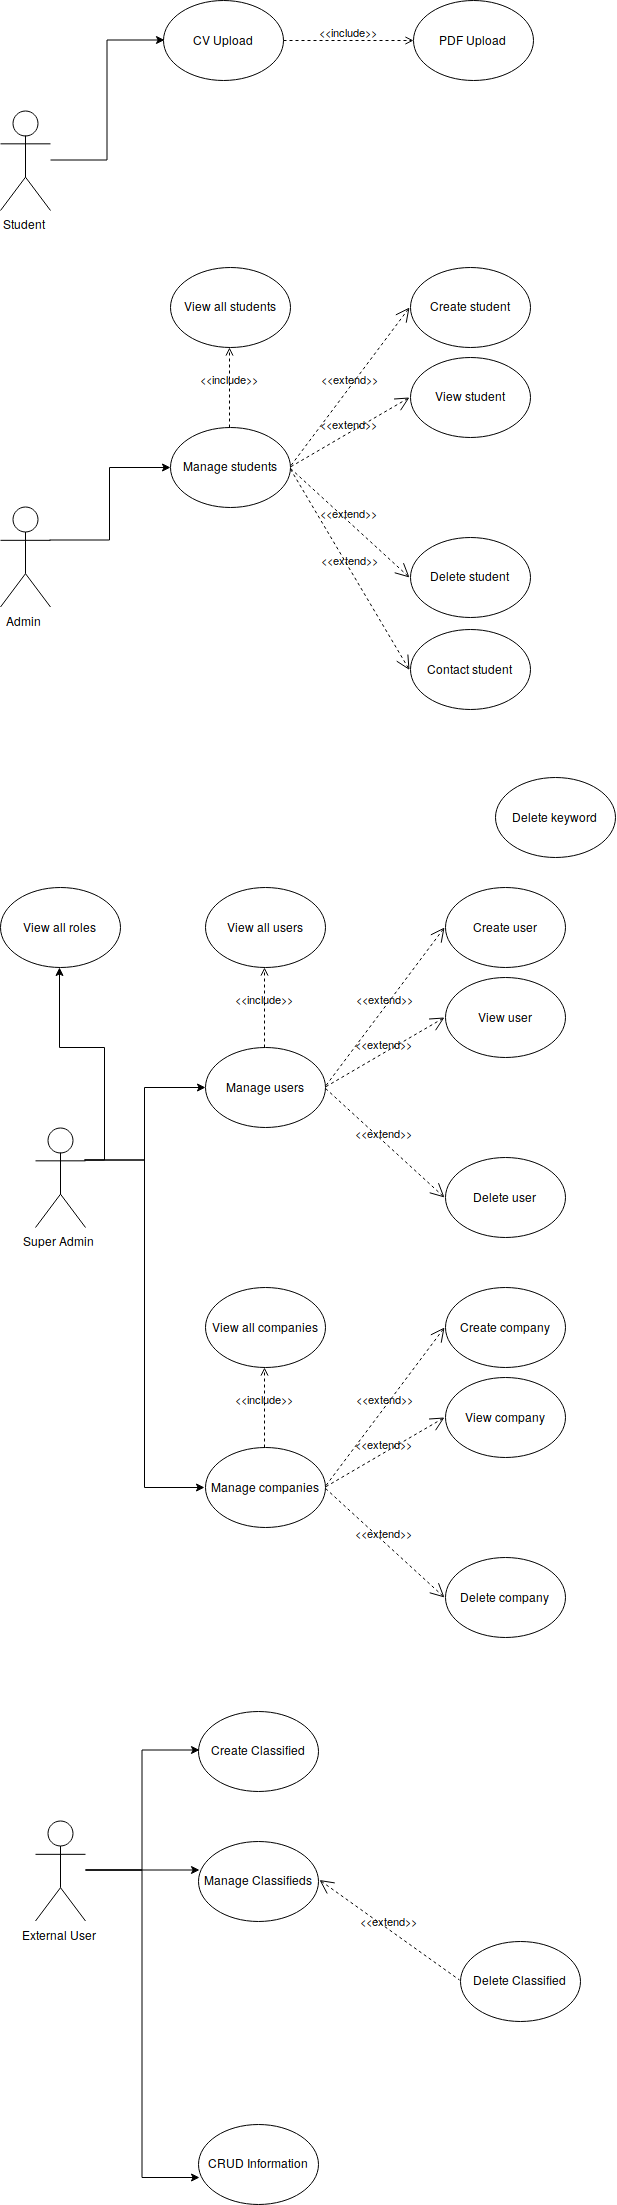 CV Upload
<<include>>
PDF Upload
Student
View all students
Create student
<<include>>
<<extend>>
View student
<<extend>>
Manage students
<<extend>>
<<extend>>
Delete student
Admin
Contact student
Delete keyword
View all roles
View all users
Create user
<<include>>
<<extend>>
View user
<<extend>>
Manage users
<<extend>>
Delete user
Super Admin
View all companies
Create company
<<include>>
<<extend>>
View company
<<extend>>
Manage companies
<<extend>>
Delete company
Create Classified
Manage Classifieds
<<extend>>
External User
Delete Classified
CRUD Information